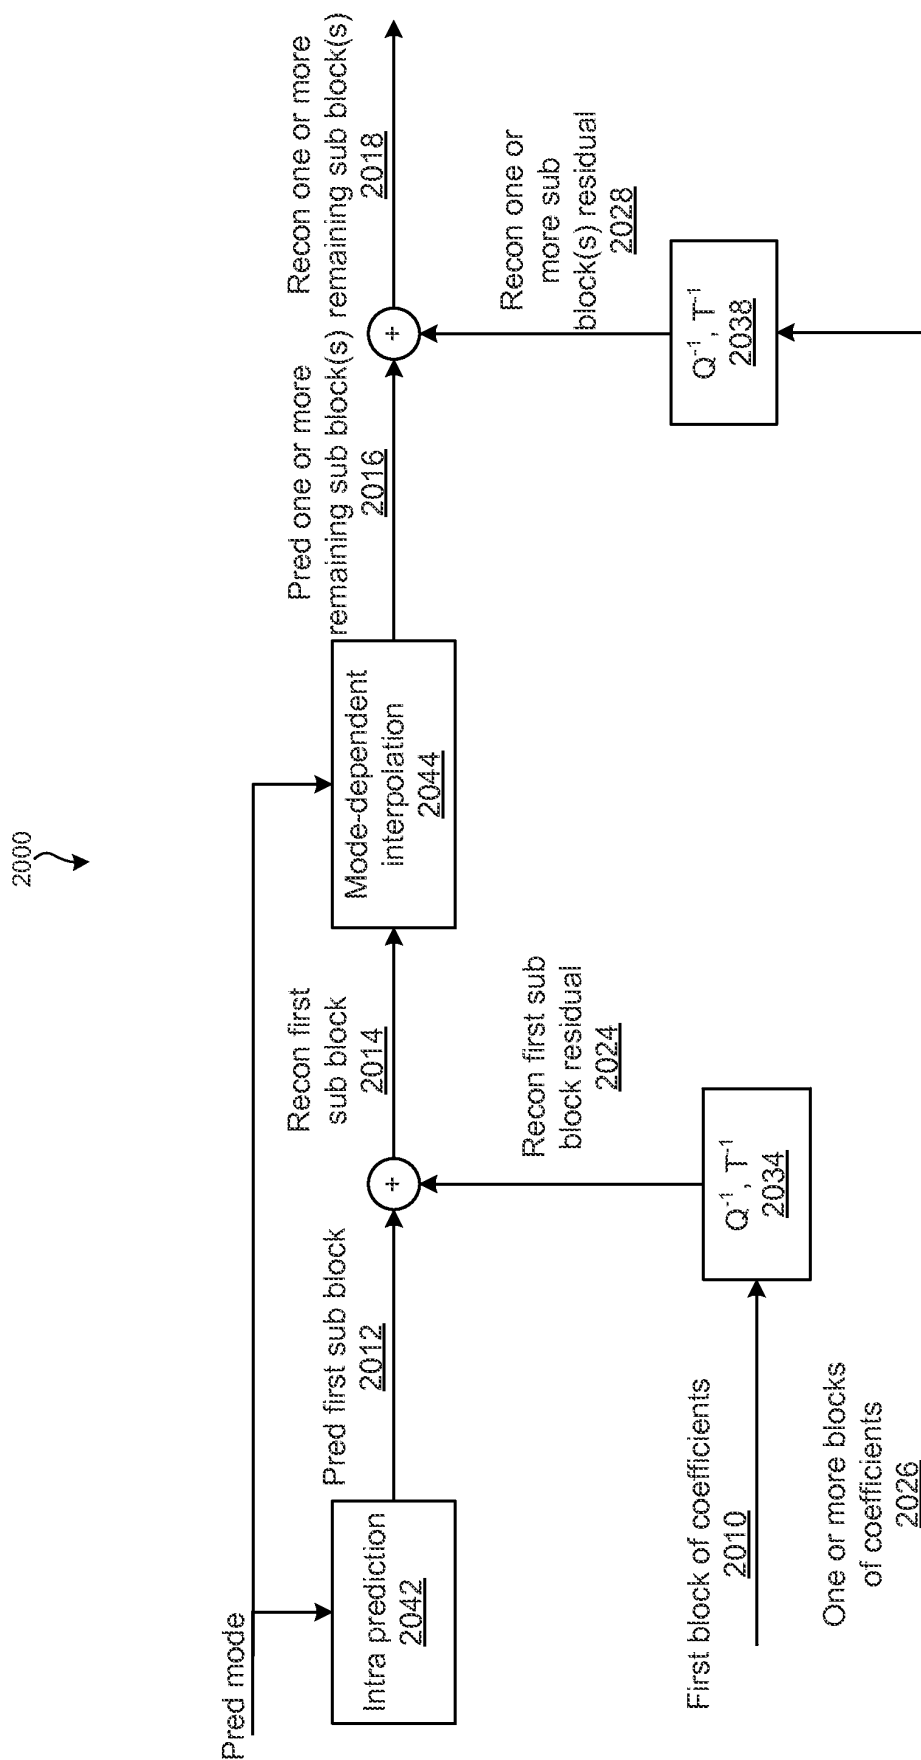 2000
Pred mode
Intra prediction
2042
Pred first sub block
2012
Recon first
sub block
2014
Mode-dependent
interpolation
2044
Pred one or more
remaining sub block(s)
2016
Recon one or more
remaining sub block(s)
2018
+
+
Recon first sub
block residual
2024
Recon one or
more sub
block(s) residual
2028
First block of coefficients
2010
Q⁻¹, T⁻¹
2034
Q⁻¹, T⁻¹
2038
One or more blocks
of coefficients
2026